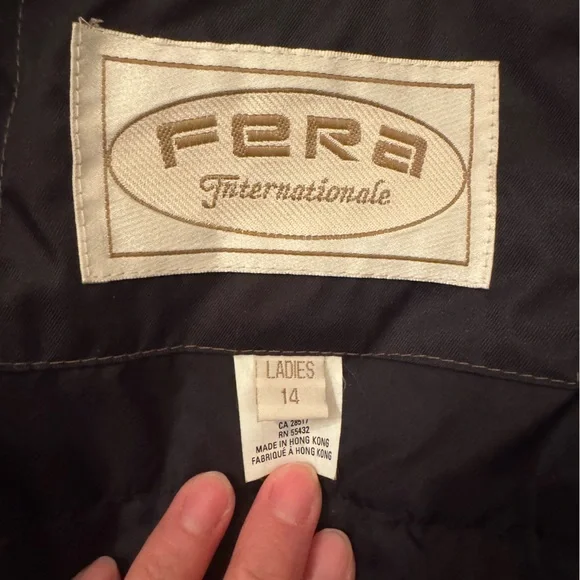 FERA
Internationale
LADIES
14
CA 28517
RN 55432
MADE IN HONG KONG
FABRIQUÉ À HONG KONG